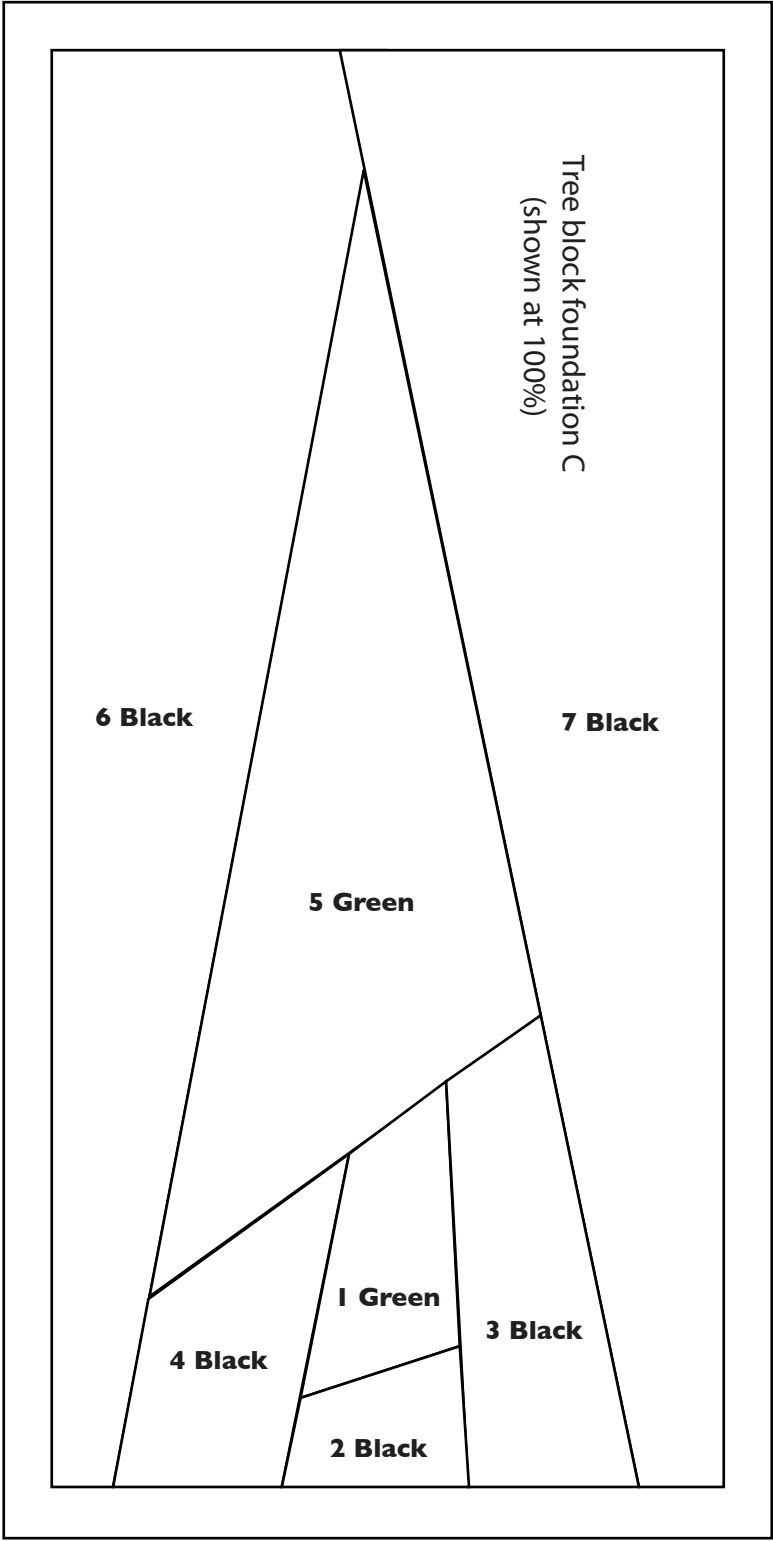 Tree block foundation C
(shown at 100%)
6 Black
7 Black
5 Green
1 Green
3 Black
4 Black
2 Black